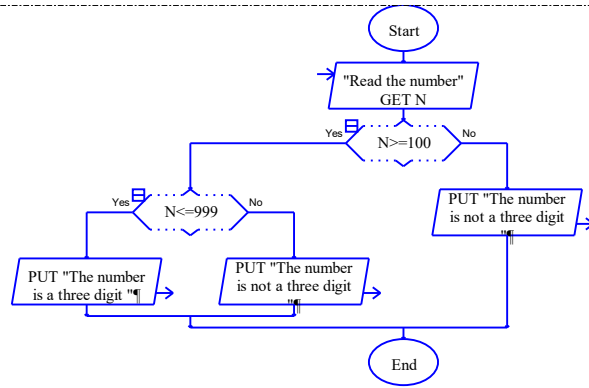 Start
"Read the number"
GET N
Yes
N>=100
No
Yes
N<=999
No
PUT "The number
is not a three digit
"¶
PUT "The number
is a three digit "¶
PUT "The number
is not a three digit
"¶
End